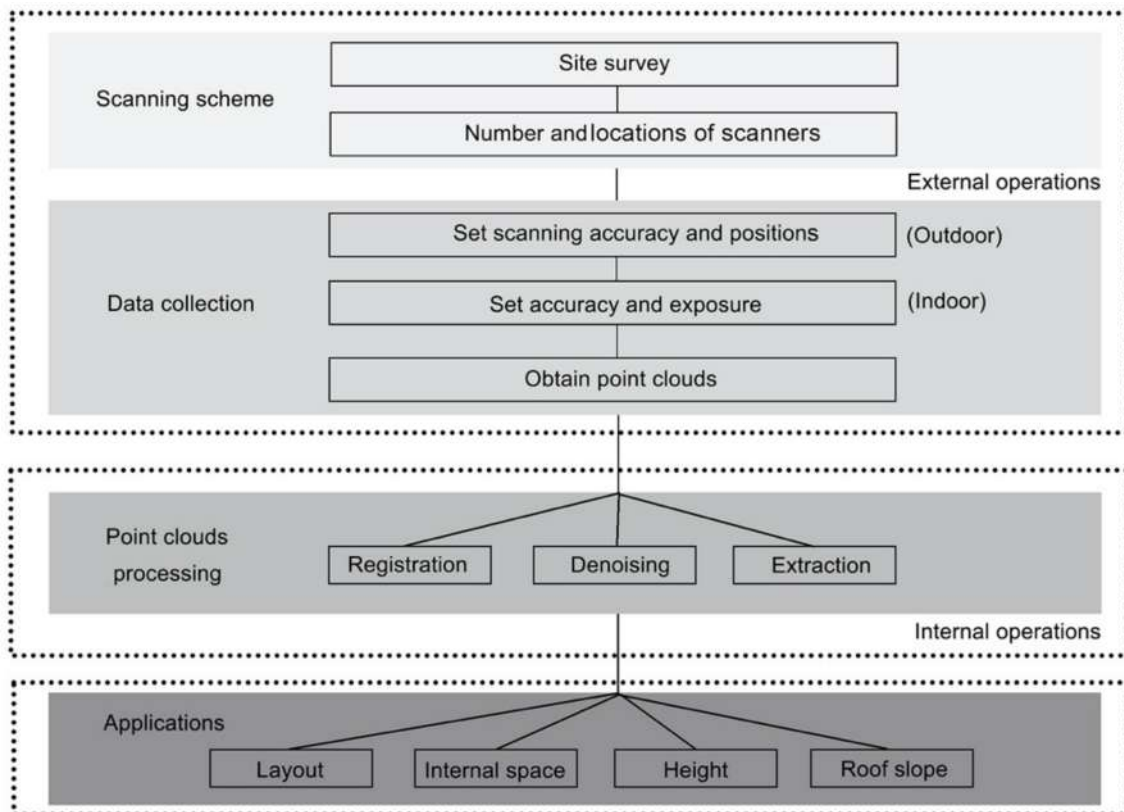 Site survey
Scanning scheme
Number and locations of scanners
External operations
Set scanning accuracy and positions
(Outdoor)
Data collection
Set accuracy and exposure
(Indoor)
Obtain point clouds
Point clouds
processing
Registration
Denoising
Extraction
Internal operations
Applications
Layout
Internal space
Height
Roof slope